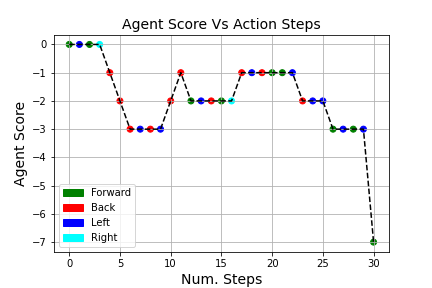 Agent Score Vs Action Steps
Agent Score
0
−1
−2
−3
−4
−5
−6
−7
Forward
Back
Left
Right
0 5 10 15 20 25 30
Num. Steps